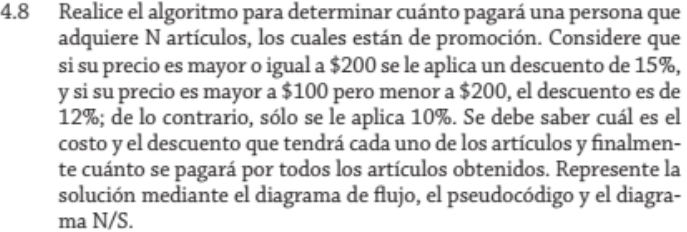 4.8 Realice el algoritmo para determinar cuánto pagará una persona que
adquiere N artículos, los cuales están de promoción. Considere que
si su precio es mayor o igual a $200 se le aplica un descuento de 15%,
y si su precio es mayor a $100 pero menor a $200, el descuento es de
12%; de lo contrario, sólo se le aplica 10%. Se debe saber cuál es el
costo y el descuento que tendrá cada uno de los artículos y finalmen-
te cuánto se pagará por todos los artículos obtenidos. Represente la
solución mediante el diagrama de flujo, el pseudocódigo y el diagra-
ma N/S.